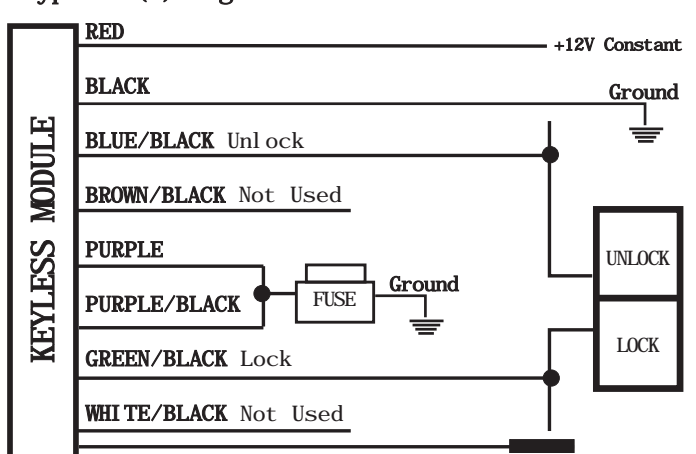 RED
+12V Constant
BLACK
Ground
BLUE/BLACK Unlock
BROWN/BLACK Not Used
PURPLE
UNLOCK
Ground
FUSE
PURPLE/BLACK
LOCK
GREEN/BLACK Lock
WHITE/BLACK Not Used
KEYLESS MODULE